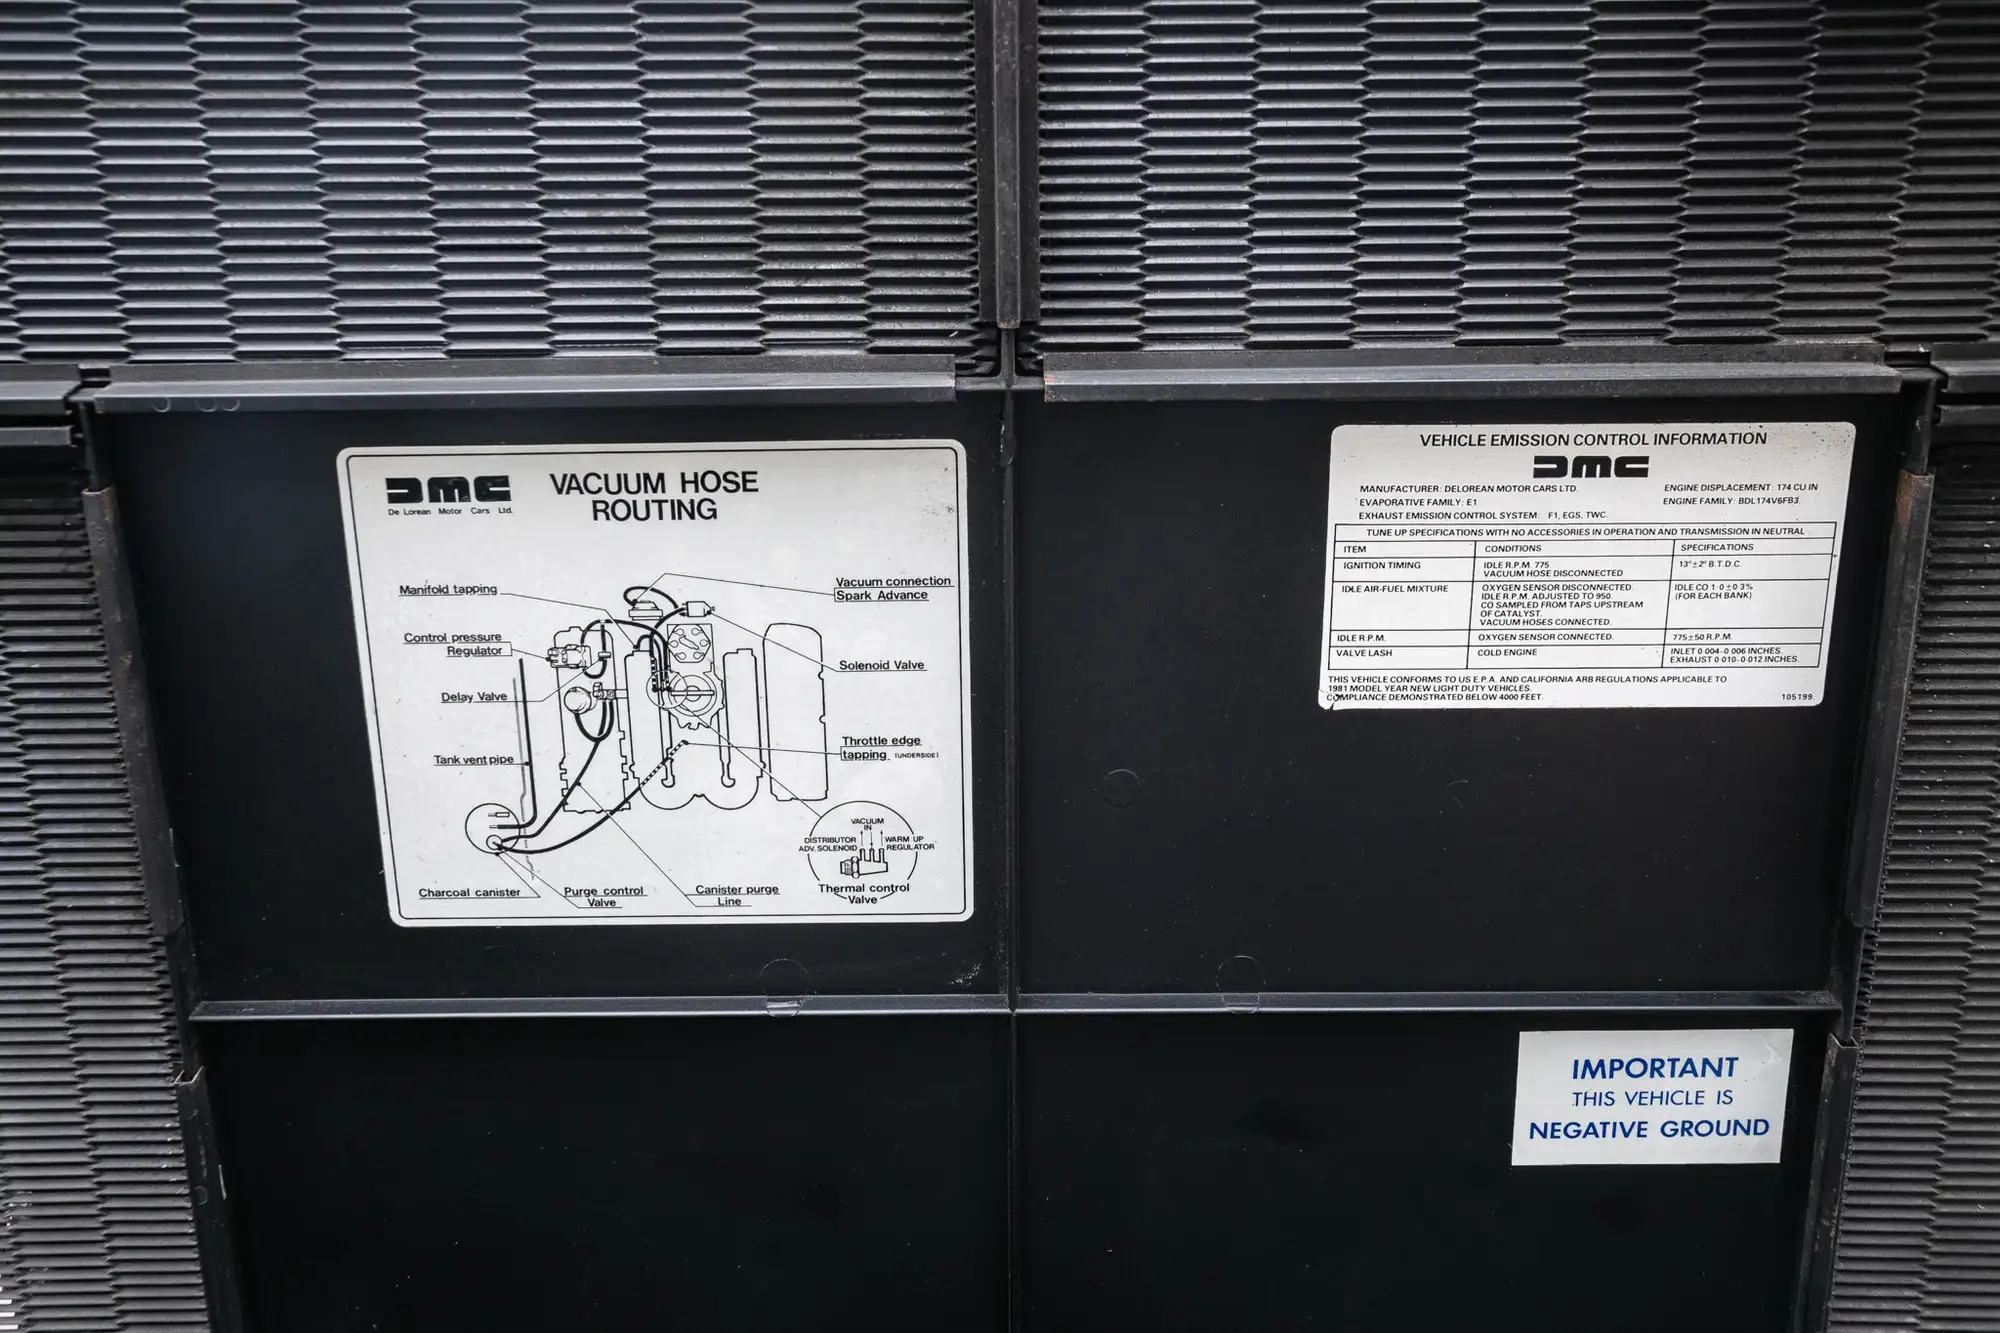 DMC
De Lorean Motor Cars Ltd.
VACUUM HOSE
ROUTING
Manifold tapping
Control pressure
Regulator
Delay Valve
Tank vent pipe
Charcoal canister
Purge control
Valve
Canister purge
Line
Vacuum connection
Spark Advance
Solenoid Valve
Throttle edge
tapping (UNDERSIDE)
VACUUM
IN
DISTRIBUTOR
ADV. SOLENOID
WARM UP
REGULATOR
Thermal control
Valve
VEHICLE EMISSION CONTROL INFORMATION
DMC
MANUFACTURER: DELOREAN MOTOR CARS LTD. ENGINE DISPLACEMENT: 174 CU IN
EVAPORATIVE FAMILY: E1 ENGINE FAMILY: BDL174V6FB3.
EXHAUST EMISSION CONTROL SYSTEM: F1, EGS, TWC.
TUNE UP SPECIFICATIONS WITH NO ACCESSORIES IN OPERATION AND TRANSMISSION IN NEUTRAL
ITEM CONDITIONS SPECIFICATIONS
IGNITION TIMING IDLE R.P.M. 775 13°±2° B.T.D.C.
VACUUM HOSE DISCONNECTED
IDLE AIR-FUEL MIXTURE OXYGEN SENSOR DISCONNECTED. IDLE CO 1·0±0·3%
IDLE R.P.M. ADJUSTED TO 950. (FOR EACH BANK)
CO SAMPLED FROM TAPS UPSTREAM
OF CATALYST.
VACUUM HOSES CONNECTED.
IDLE R.P.M. OXYGEN SENSOR CONNECTED. 775±50 R.P.M.
VALVE LASH COLD ENGINE INLET 0·004-0·006 INCHES.
EXHAUST 0·010-0·012 INCHES.
THIS VEHICLE CONFORMS TO US E.P.A. AND CALIFORNIA ARB REGULATIONS APPLICABLE TO
1981 MODEL YEAR NEW LIGHT DUTY VEHICLES.
COMPLIANCE DEMONSTRATED BELOW 4000 FEET. 105199.
IMPORTANT
THIS VEHICLE IS
NEGATIVE GROUND